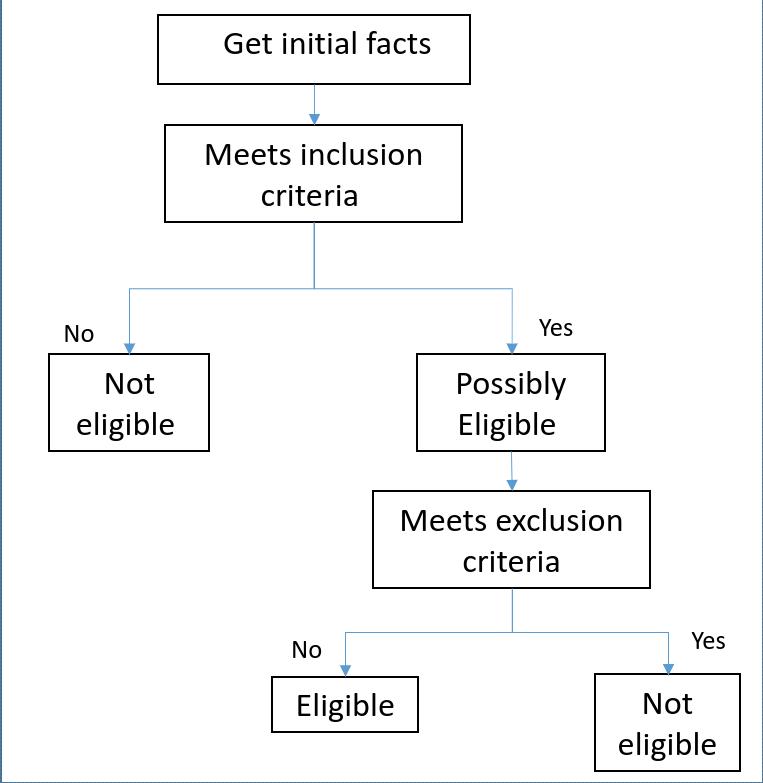 Get initial facts
Meets inclusion
criteria
No
Yes
Not
eligible
Possibly
Eligible
Meets exclusion
criteria
No
Yes
Eligible
Not
eligible